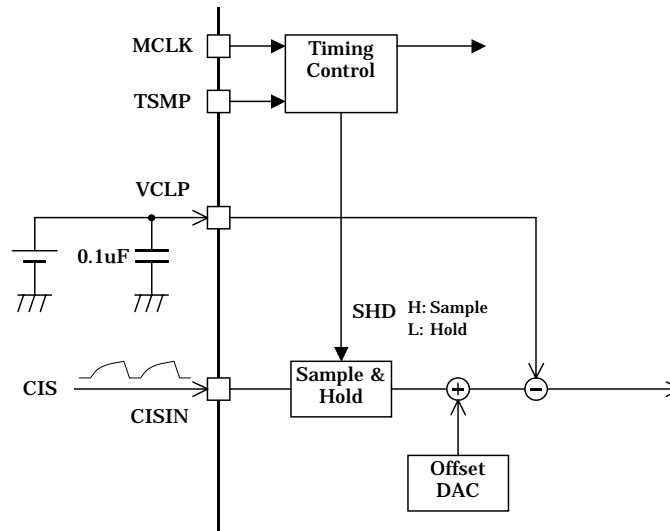 MCLK
Timing
Control
TSMP
VCLP
0.1uF
SHD
H: Sample
L: Hold
CIS
CISIN
Sample &
Hold
+
−
Offset
DAC